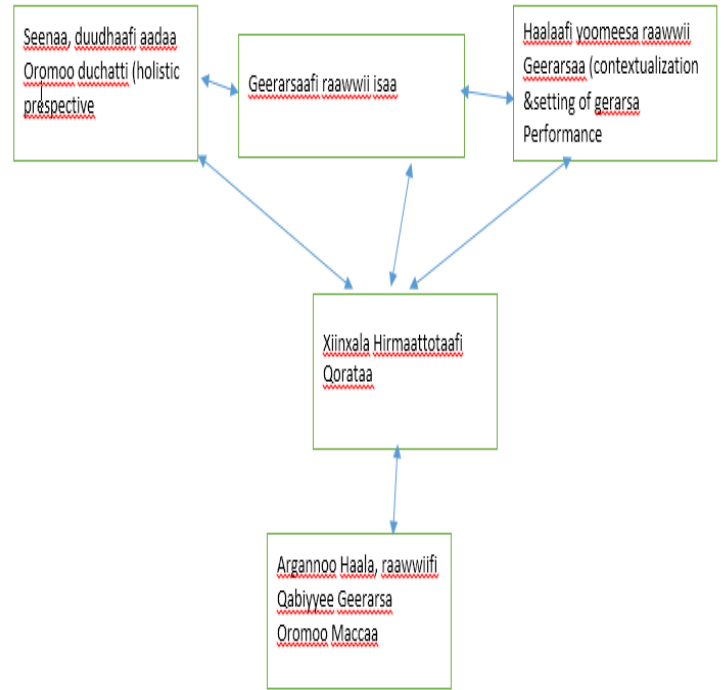 Seenaa, duudhaafi aadaa
Oromoo duchatti (holistic
prespective
Geerarsaafi raawwii isaa
Haalaafi yoomeesa raawwii
Geerarsaa (contextualization
&setting of gerarsa
Performance
Xiinxala Hirmaattotaafi
Qorataa
Argannoo Haala, raawwiifi
Qabiyyee Geerarsa
Oromoo Maccaa